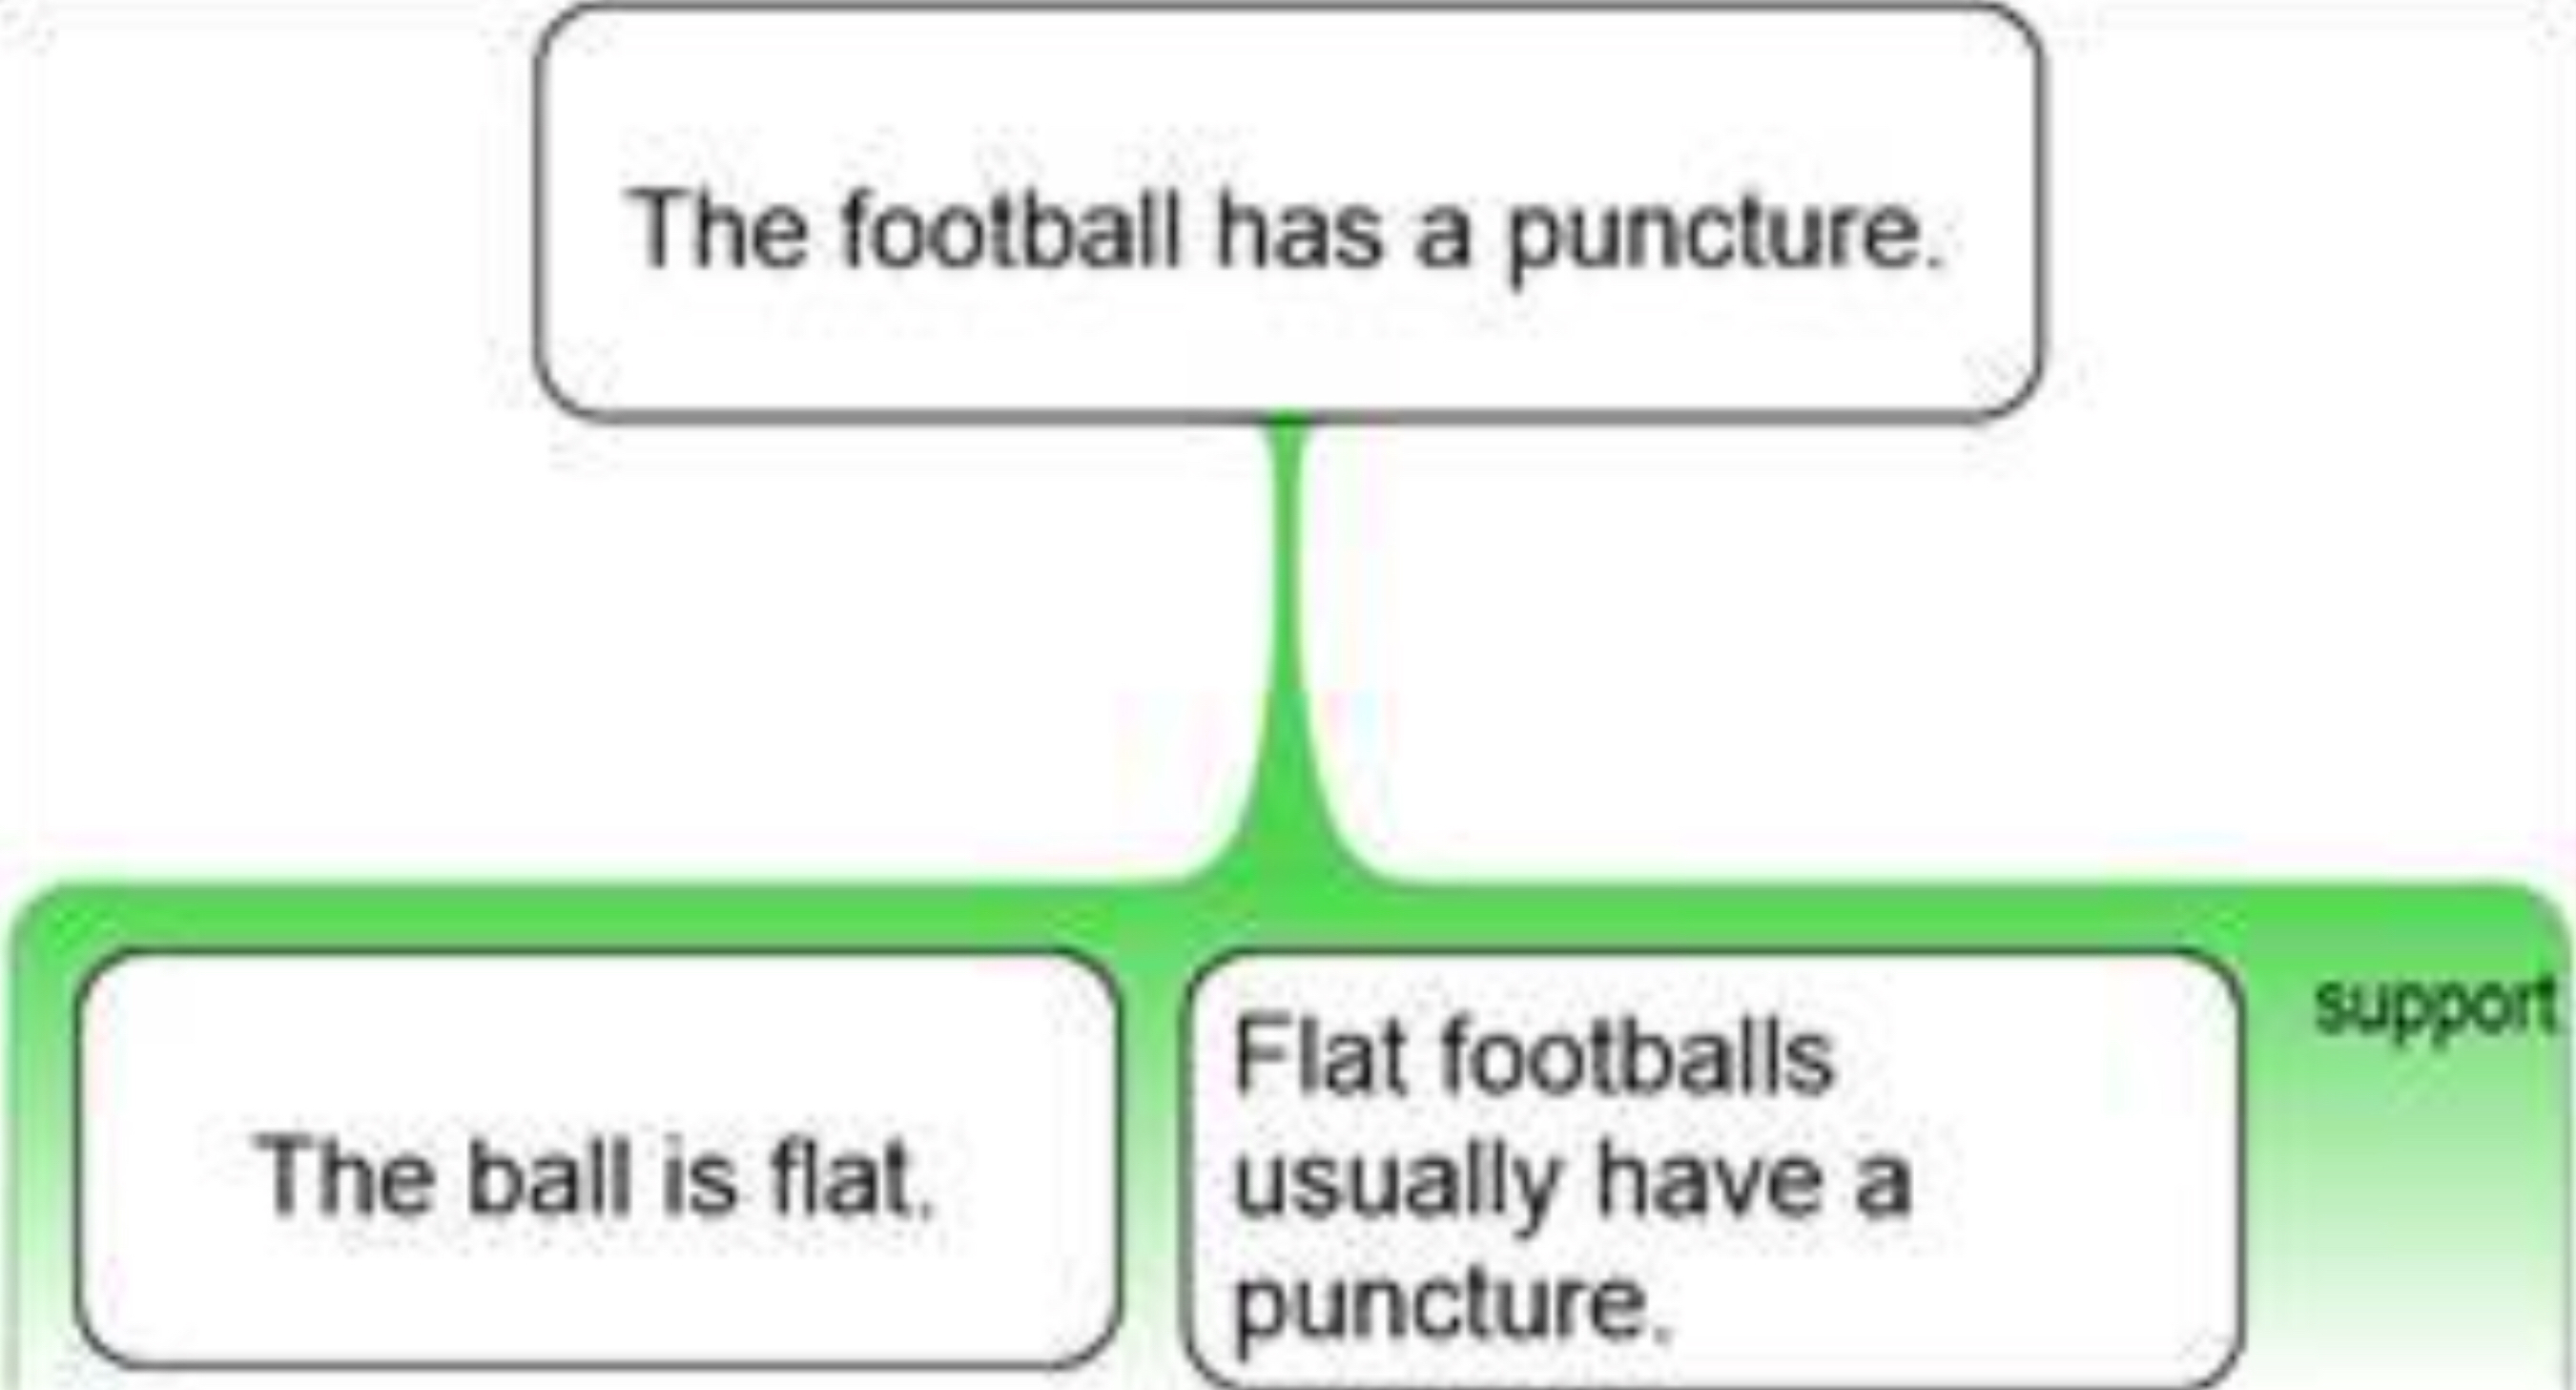 The football has a puncture.
support
The ball is flat.
Flat footballs
usually have a
puncture.